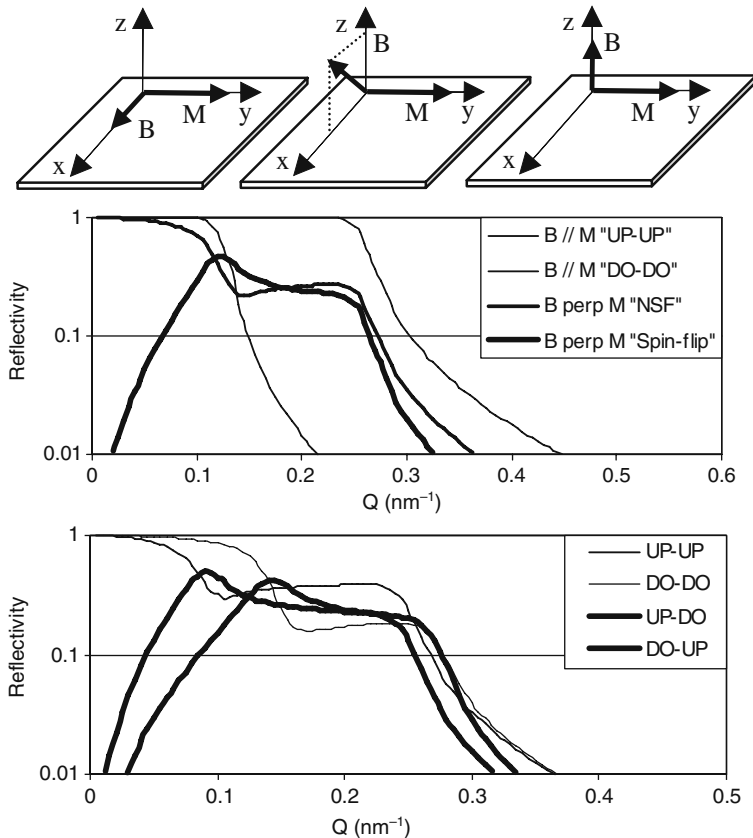 z
z
B
z
B
B
M
y
M
y
M
y
x
x
x
1
0.1
0.01
Reflectivity
B // M "UP-UP"
B // M "DO-DO"
B perp M "NSF"
B perp M "Spin-flip"
0 0.1 0.2 0.3 0.4 0.5 0.6
Q (nm⁻¹)
1
0.1
0.01
Reflectivity
UP-UP
DO-DO
UP-DO
DO-UP
0 0.1 0.2 0.3 0.4 0.5
Q (nm⁻¹)